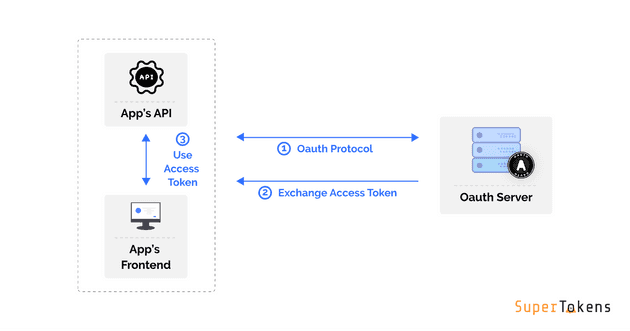 API
App's API
3
Use
Access
Token
App's
Frontend
1 Oauth Protocol
2 Exchange Access Token
A
Oauth Server
SuperTokens